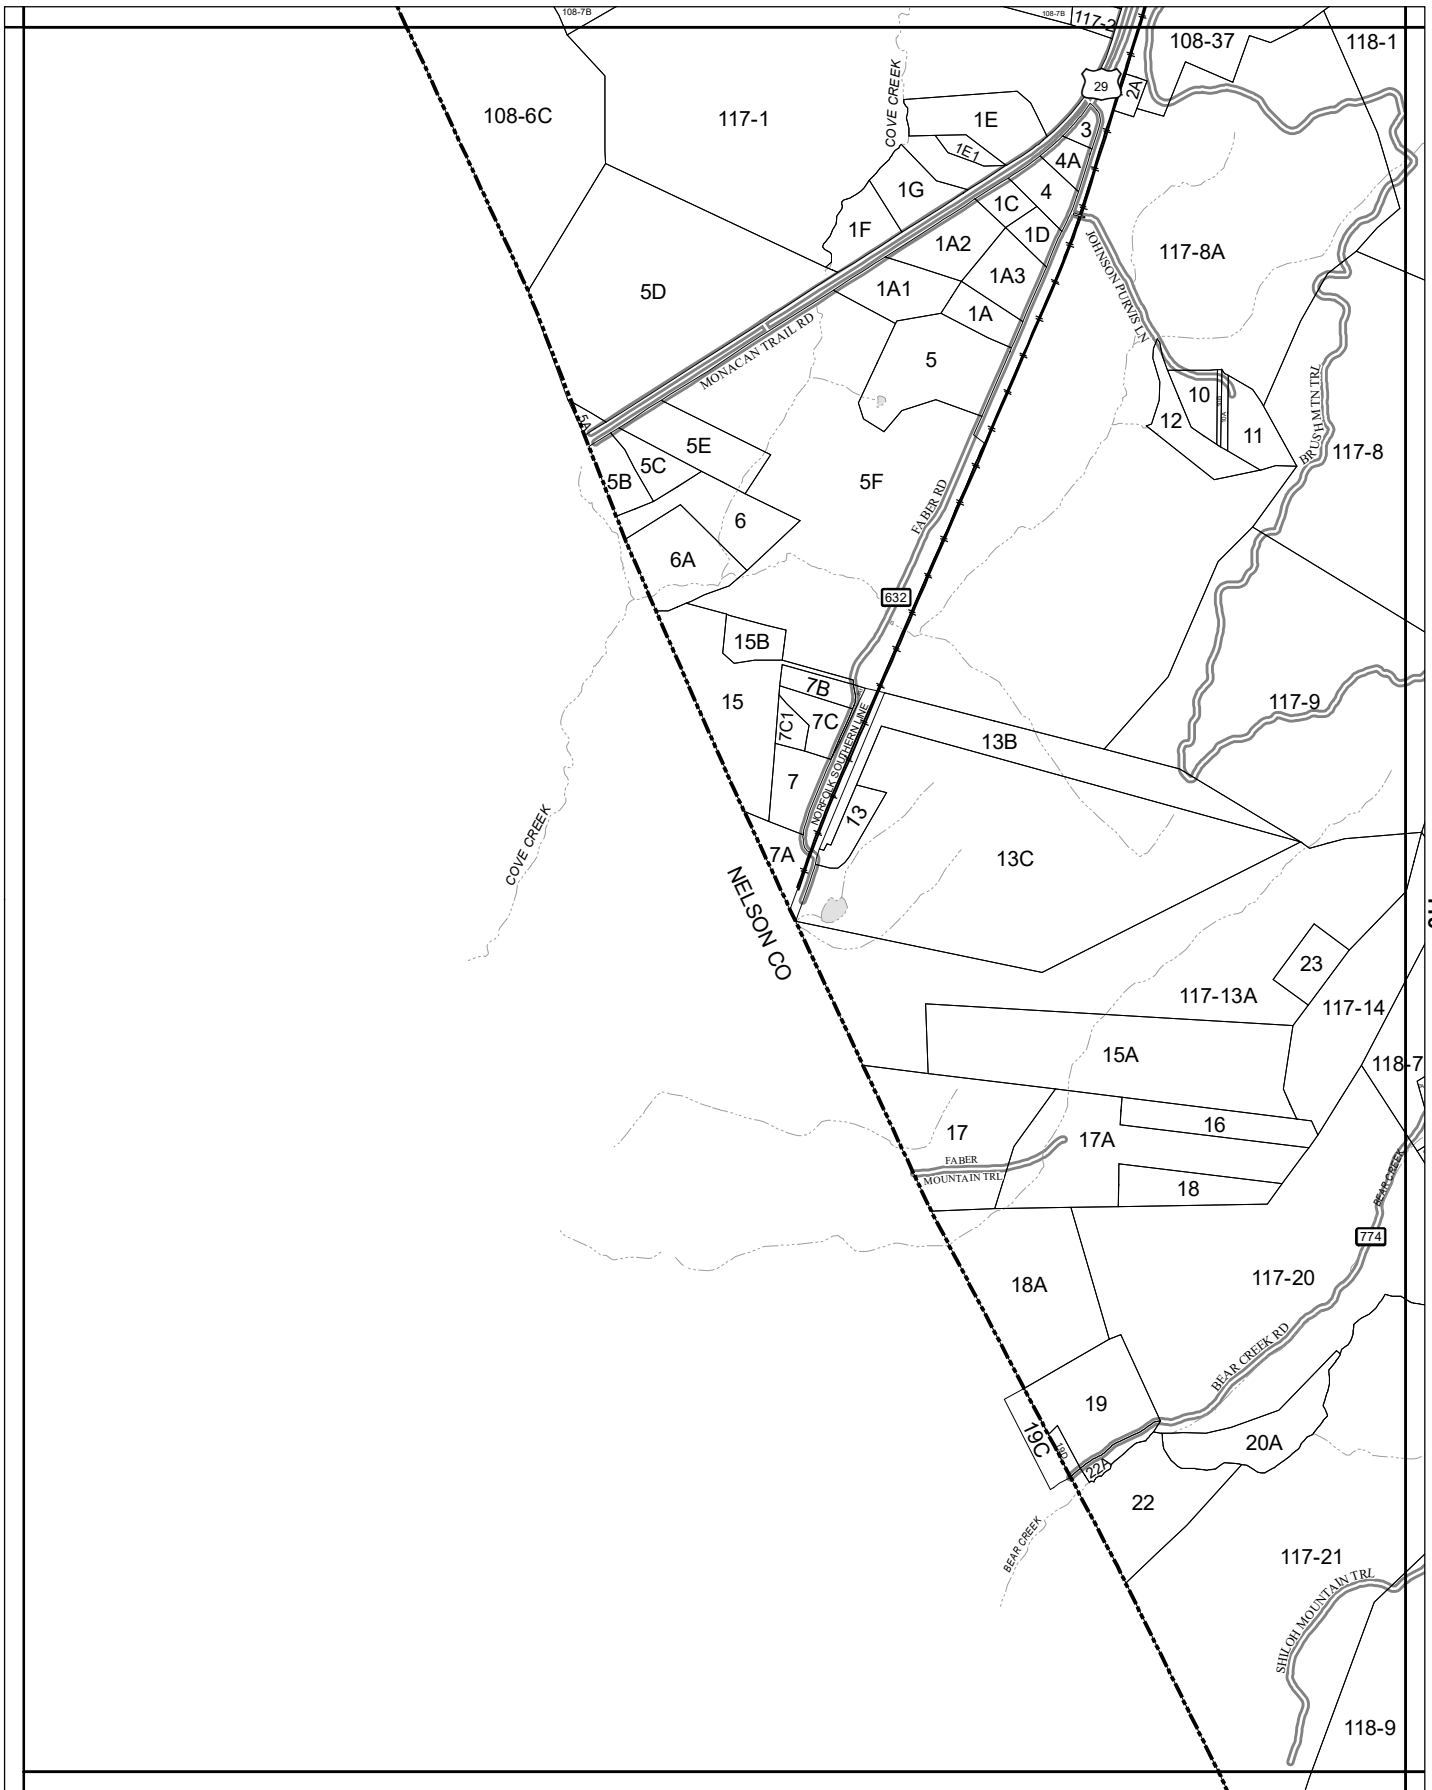 108-7B
108-7B
117-2
108-37
118-1
29
2A
108-6C
117-1
COVE CREEK
1E
3
1E1
4A
1G
4
1C
1F
1D
1A2
JOHNSON PURVIS LN
117-8A
1A3
5D
1A1
1A
MONACAN TRAIL RD
5
10
12
11
BRUSH MTN TRL
117-8
5A
5E
5C
5B
5F
FABER RD
6
6A
632
15B
15
7B
7C
7C1
NORFOLK SOUTHERN LINE
117-9
13B
7
13
COVE CREEK
7A
13C
NELSON CO
23
117-13A
117-14
15A
118-7
17
17A
16
FABER
MOUNTAIN TRL
18
BEAR CREEK
774
18A
117-20
BEAR CREEK RD
19
19C
20A
22A
22
BEAR CREEK
117-21
SHILOH MOUNTAIN TRL
118-9